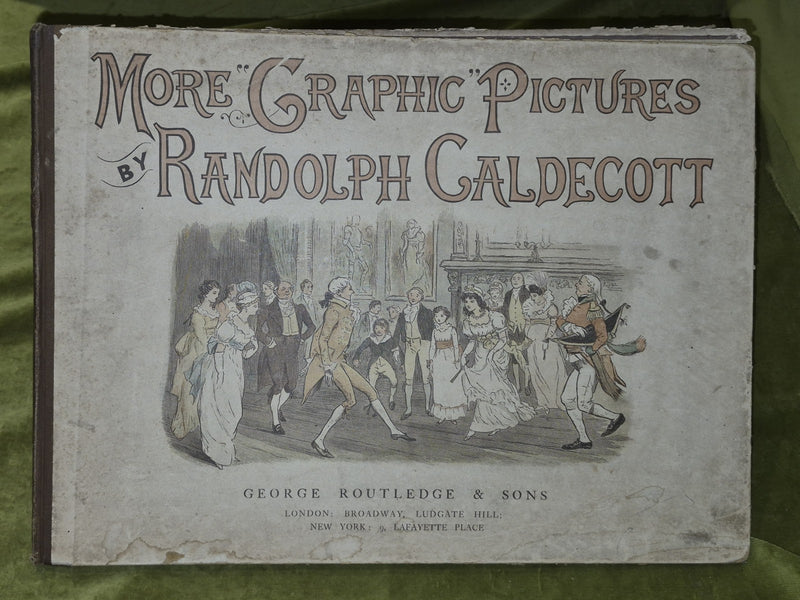 MORE "GRAPHIC" PICTURES
BY RANDOLPH CALDECOTT
GEORGE ROUTLEDGE & SONS
LONDON: BROADWAY, LUDGATE HILL;
NEW YORK: 9, LAFAYETTE PLACE